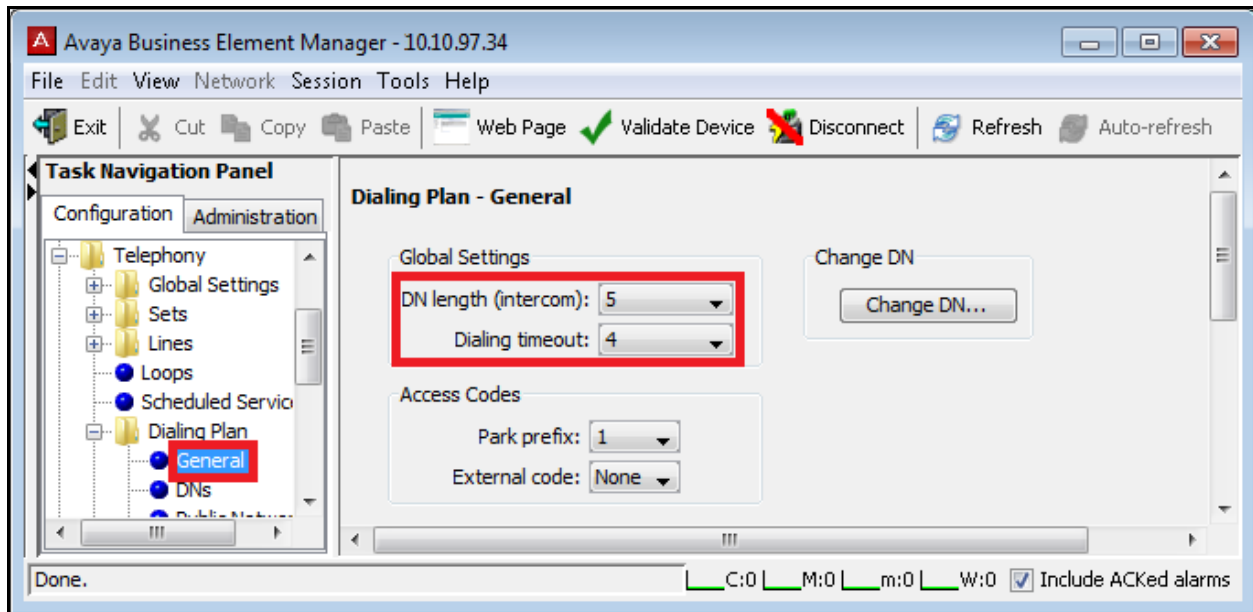 A Avaya Business Element Manager - 10.10.97.34
File Edit View Network Session Tools Help
Exit Cut Copy Paste Web Page Validate Device Disconnect Refresh Auto-refresh
Task Navigation Panel
Configuration Administration
Telephony
Global Settings
Sets
Lines
Loops
Scheduled Servic
Dialing Plan
General
DNs
Dialing Plan - General
Global Settings
DN length (intercom): 5
Dialing timeout: 4
Change DN
Change DN...
Access Codes
Park prefix: 1
External code: None
Done.
C:0 M:0 m:0 W:0 Include ACKed alarms